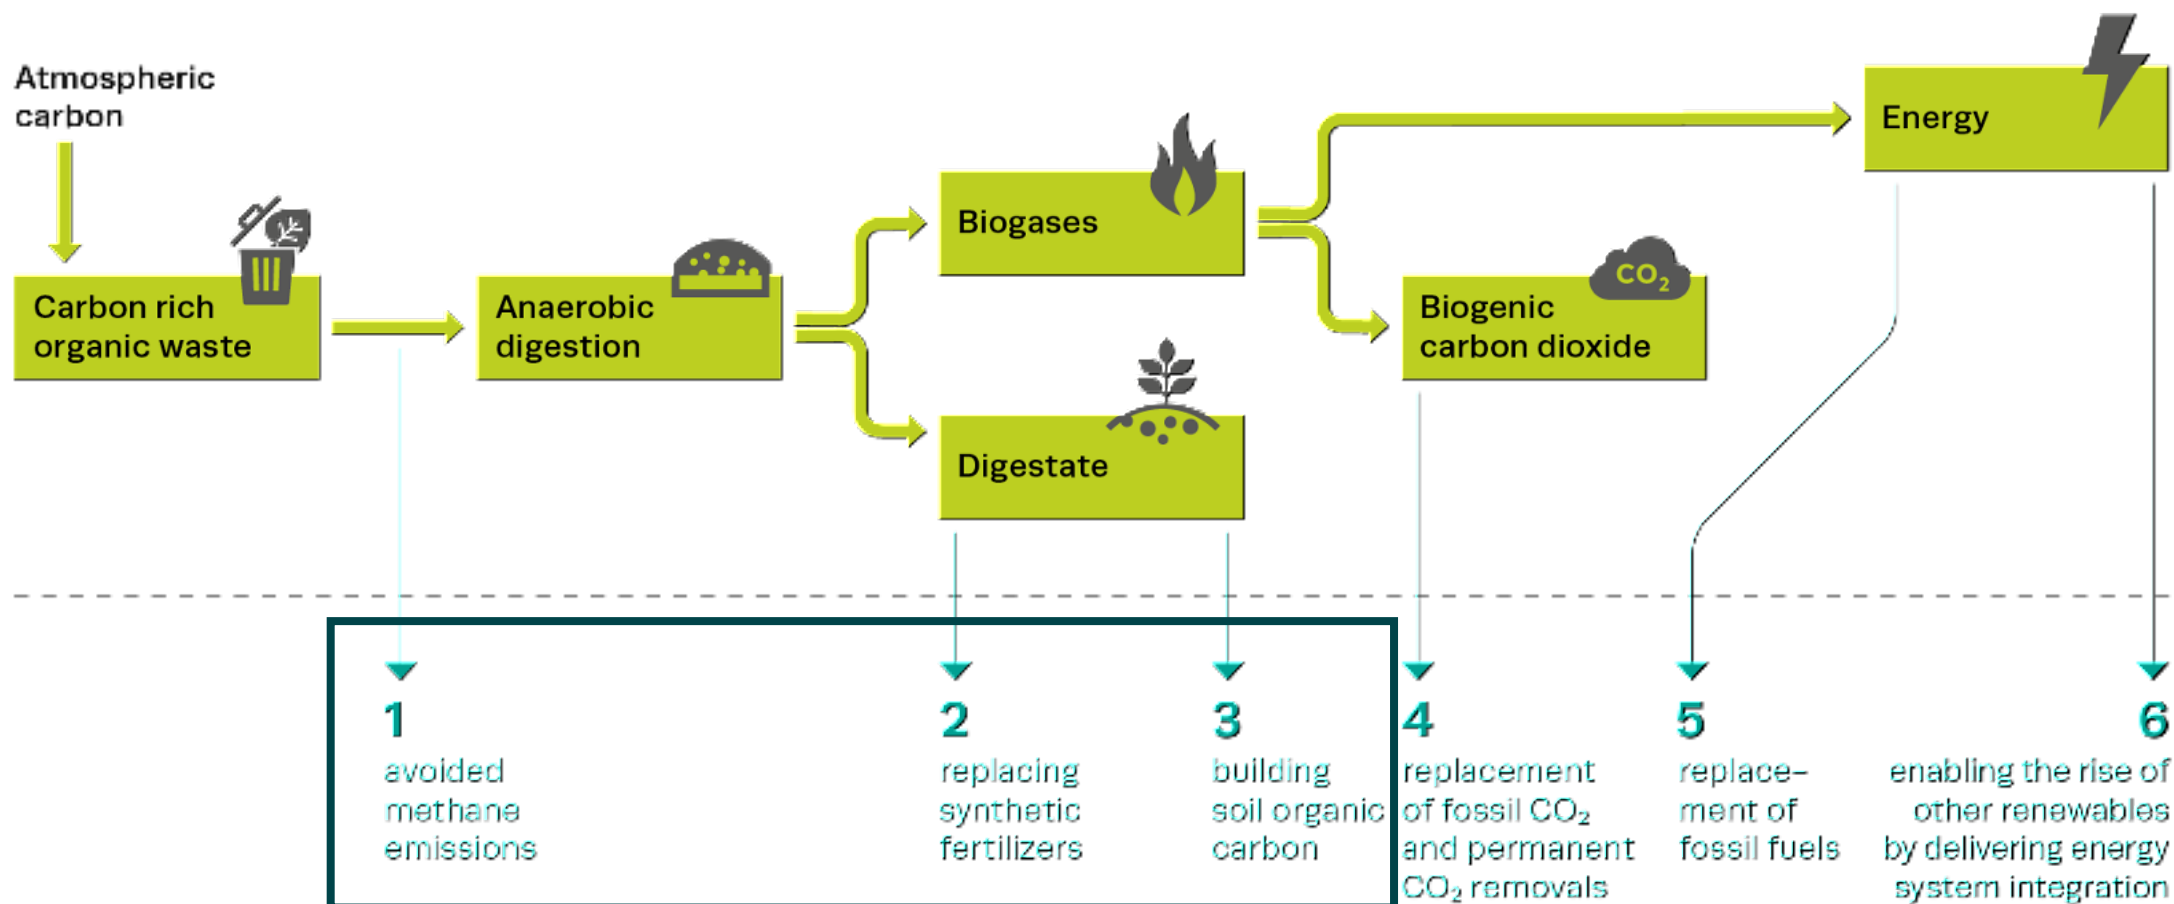 Atmospheric
carbon
Carbon rich
organic waste
Anaerobic
digestion
Biogases
Digestate
CO₂
Biogenic
carbon dioxide
Energy
1
avoided
methane
emissions
2
replacing
synthetic
fertilizers
3
building
soil organic
carbon
4
replacement
of fossil CO₂
and permanent
CO₂ removals
5
replace-
ment of
fossil fuels
6
enabling the rise of
other renewables
by delivering energy
system integration